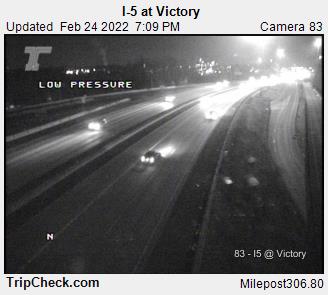 I-5 at Victory
Updated  Feb 24 2022  7:09 PM
Camera 83
T
LOW PRESSURE
N
83 - I5 @ Victory
TripCheck.com
Milepost306.80